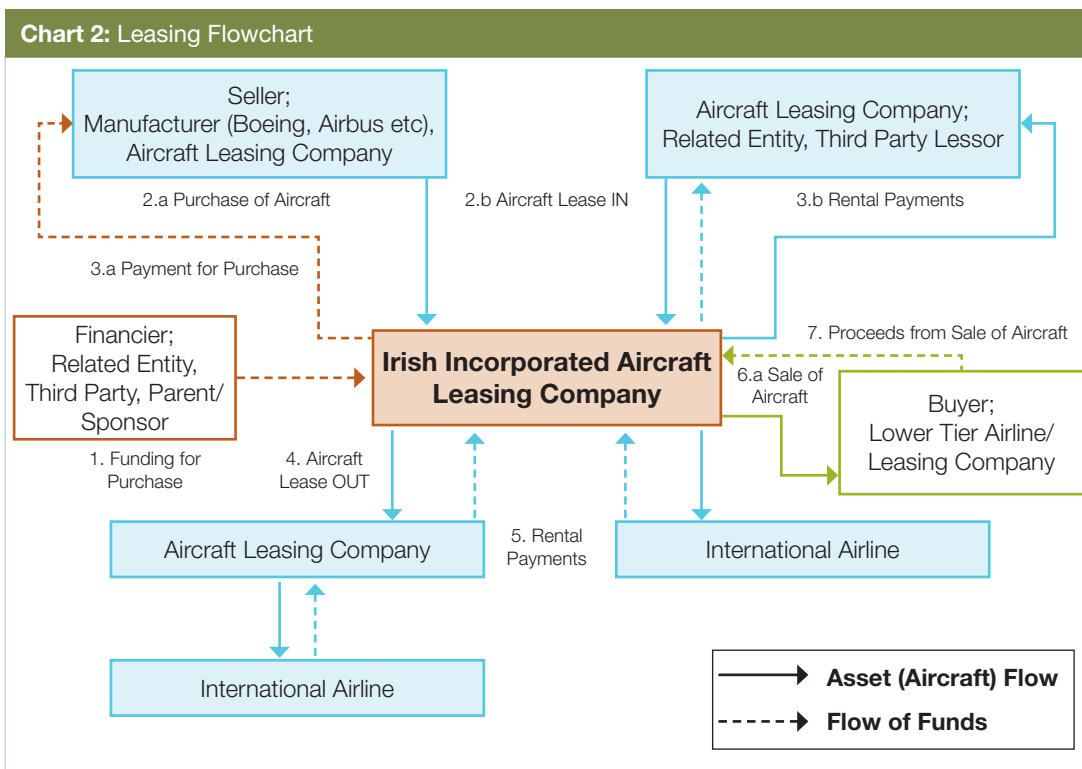 Chart 2: Leasing Flowchart
Seller;
Manufacturer (Boeing, Airbus etc),
Aircraft Leasing Company
Aircraft Leasing Company;
Related Entity, Third Party Lessor
2.a Purchase of Aircraft
2.b Aircraft Lease IN
3.b Rental Payments
3.a Payment for Purchase
Financier;
Related Entity,
Third Party, Parent/
Sponsor
Irish Incorporated Aircraft
Leasing Company
7. Proceeds from Sale of Aircraft
6.a Sale of
Aircraft
Buyer;
Lower Tier Airline/
Leasing Company
1. Funding for
Purchase
4. Aircraft
Lease OUT
Aircraft Leasing Company
5. Rental
Payments
International Airline
International Airline
Asset (Aircraft) Flow
Flow of Funds